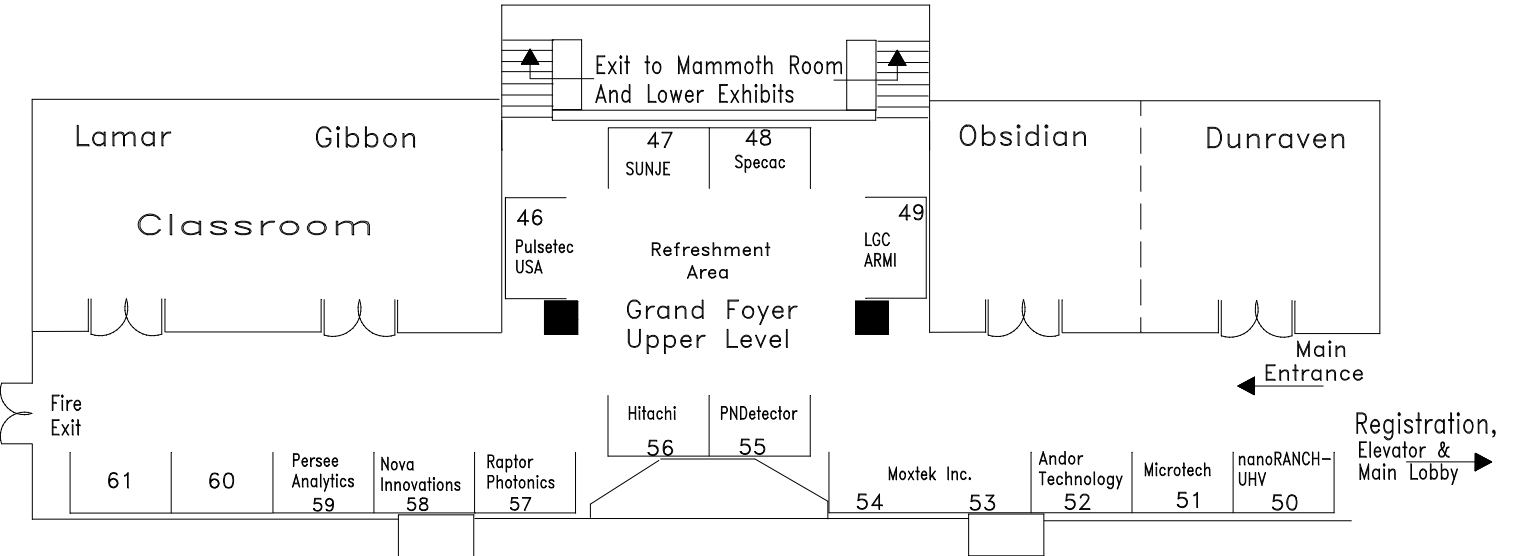 Exit to Mammoth Room
And Lower Exhibits
Lamar
Gibbon
Classroom
47
SUNJE
48
Specac
Obsidian
Dunraven
46
Pulsetec
USA
Refreshment
Area
49
LGC
ARMI
Grand Foyer
Upper Level
Main
Entrance
Fire
Exit
Hitachi
56
PNDetector
55
Registration,
Elevator &
Main Lobby
61
60
Persee
Analytics
59
Nova
Innovations
58
Raptor
Photonics
57
Moxtek Inc.
54
53
Andor
Technology
52
Microtech
51
nanoRANCH-
UHV
50